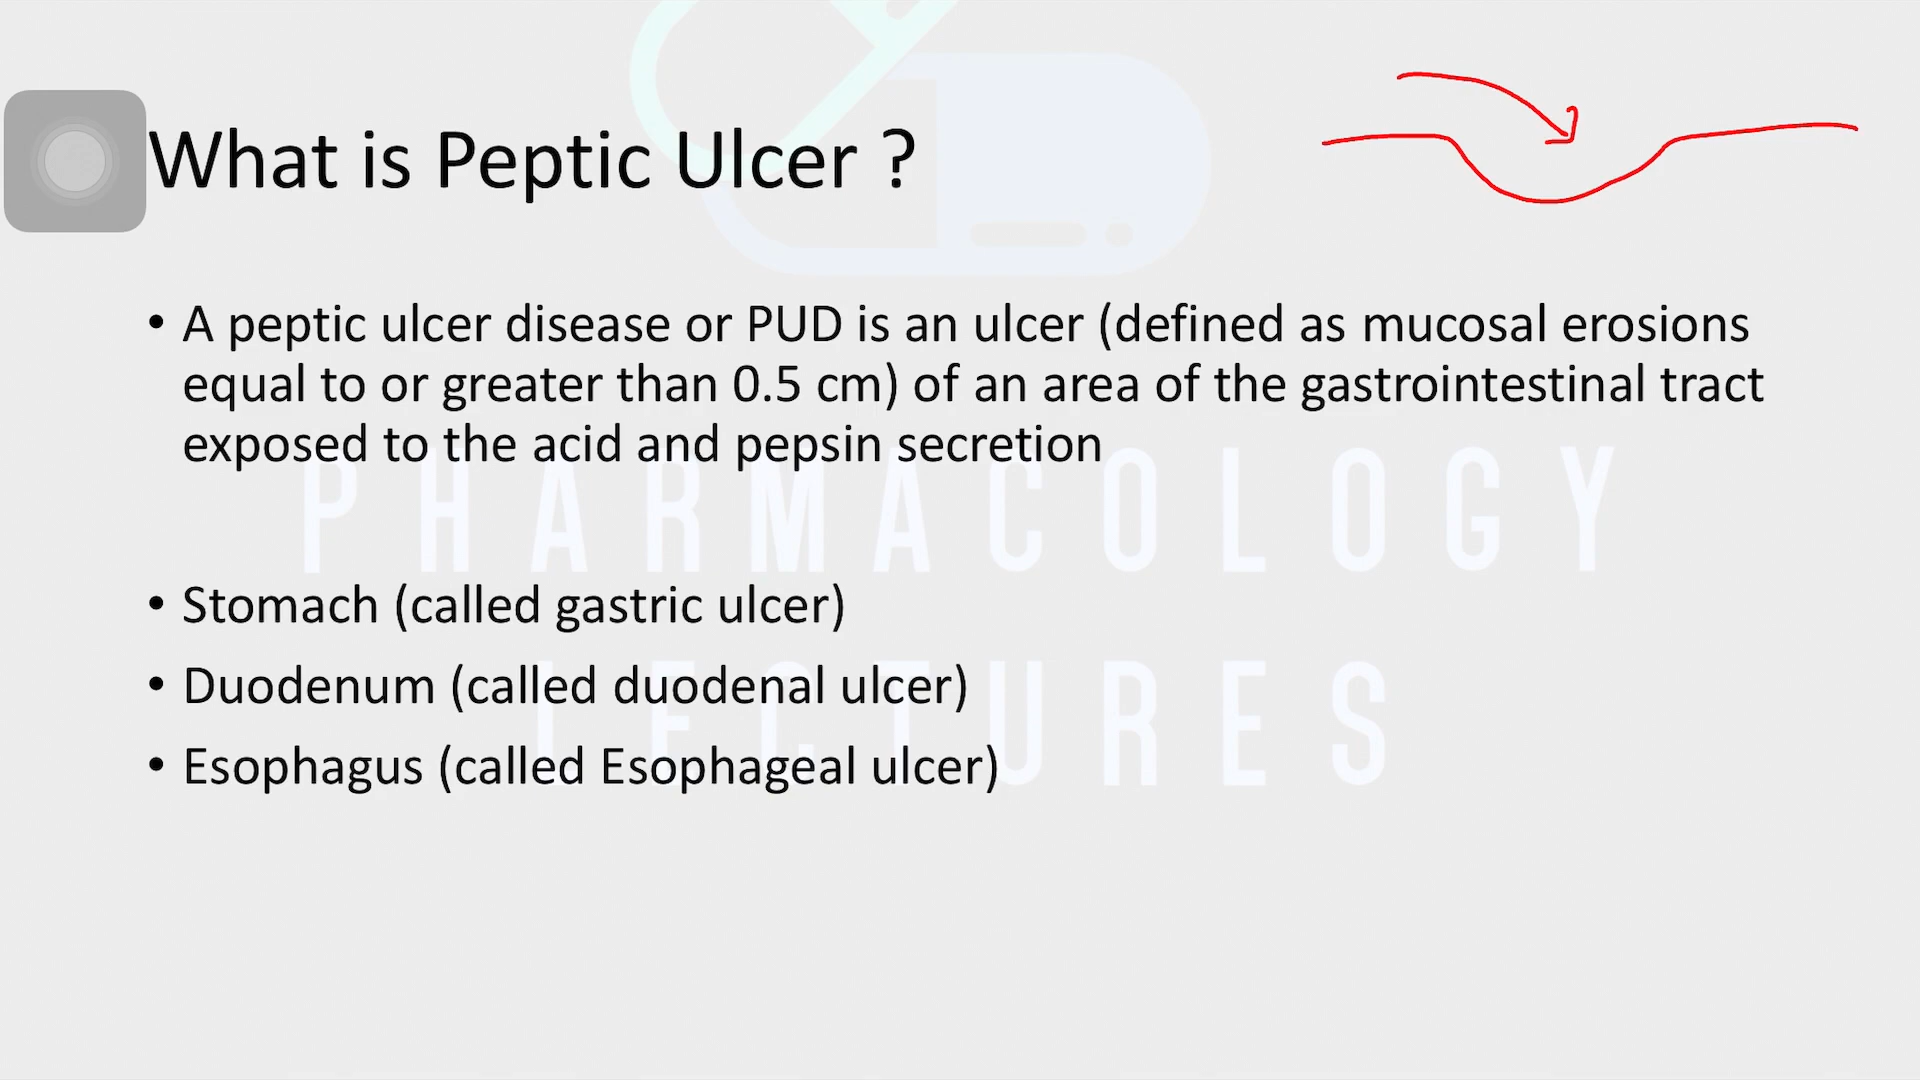 What is Peptic Ulcer ?
• A peptic ulcer disease or PUD is an ulcer (defined as mucosal erosions
equal to or greater than 0.5 cm) of an area of the gastrointestinal tract
exposed to the acid and pepsin secretion
PHARMACOLOGY
• Stomach (called gastric ulcer)
• Duodenum (called duodenal ulcer)
LECTURES
• Esophagus (called Esophageal ulcer)